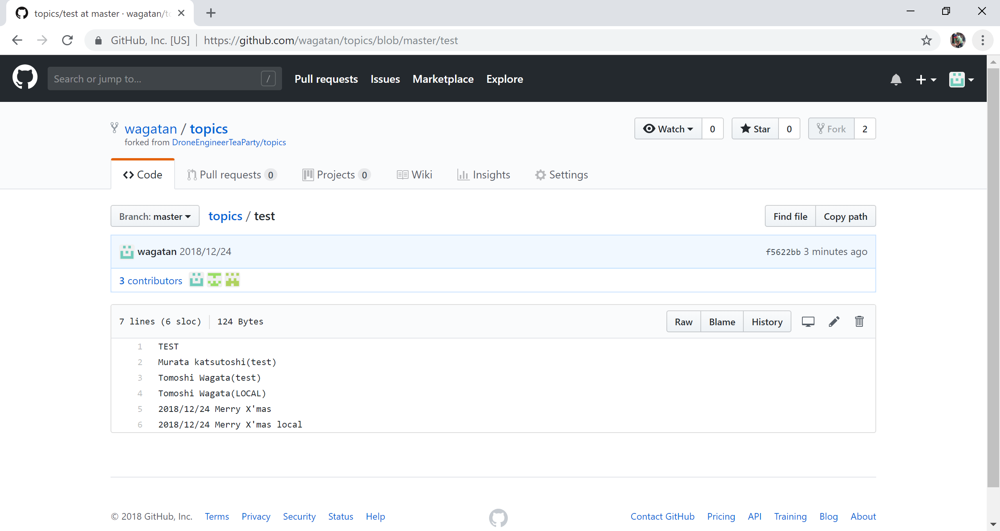 topics/test at master · wagatan/to
GitHub, Inc. [US] https://github.com/wagatan/topics/blob/master/test
Search or jump to... / Pull requests Issues Marketplace Explore
wagatan / topics Watch 0 Star 0 Fork 2
forked from DroneEngineerTeaParty/topics
Code Pull requests 0 Projects 0 Wiki Insights Settings
Branch: master topics / test Find file Copy path
wagatan 2018/12/24 f5622bb 3 minutes ago
3 contributors
7 lines (6 sloc) 124 Bytes Raw Blame History
1 TEST
2 Murata katsutoshi(test)
3 Tomoshi Wagata(test)
4 Tomoshi Wagata(LOCAL)
5 2018/12/24 Merry X'mas
6 2018/12/24 Merry X'mas local
© 2018 GitHub, Inc. Terms Privacy Security Status Help Contact GitHub Pricing API Training Blog About